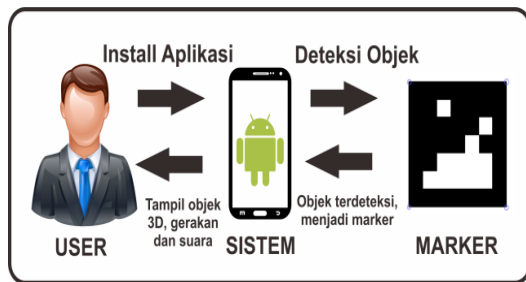 Install Aplikasi
Deteksi Objek
Tampil objek
3D, gerakan
dan suara
Objek terdeteksi,
menjadi marker
USER
SISTEM
MARKER